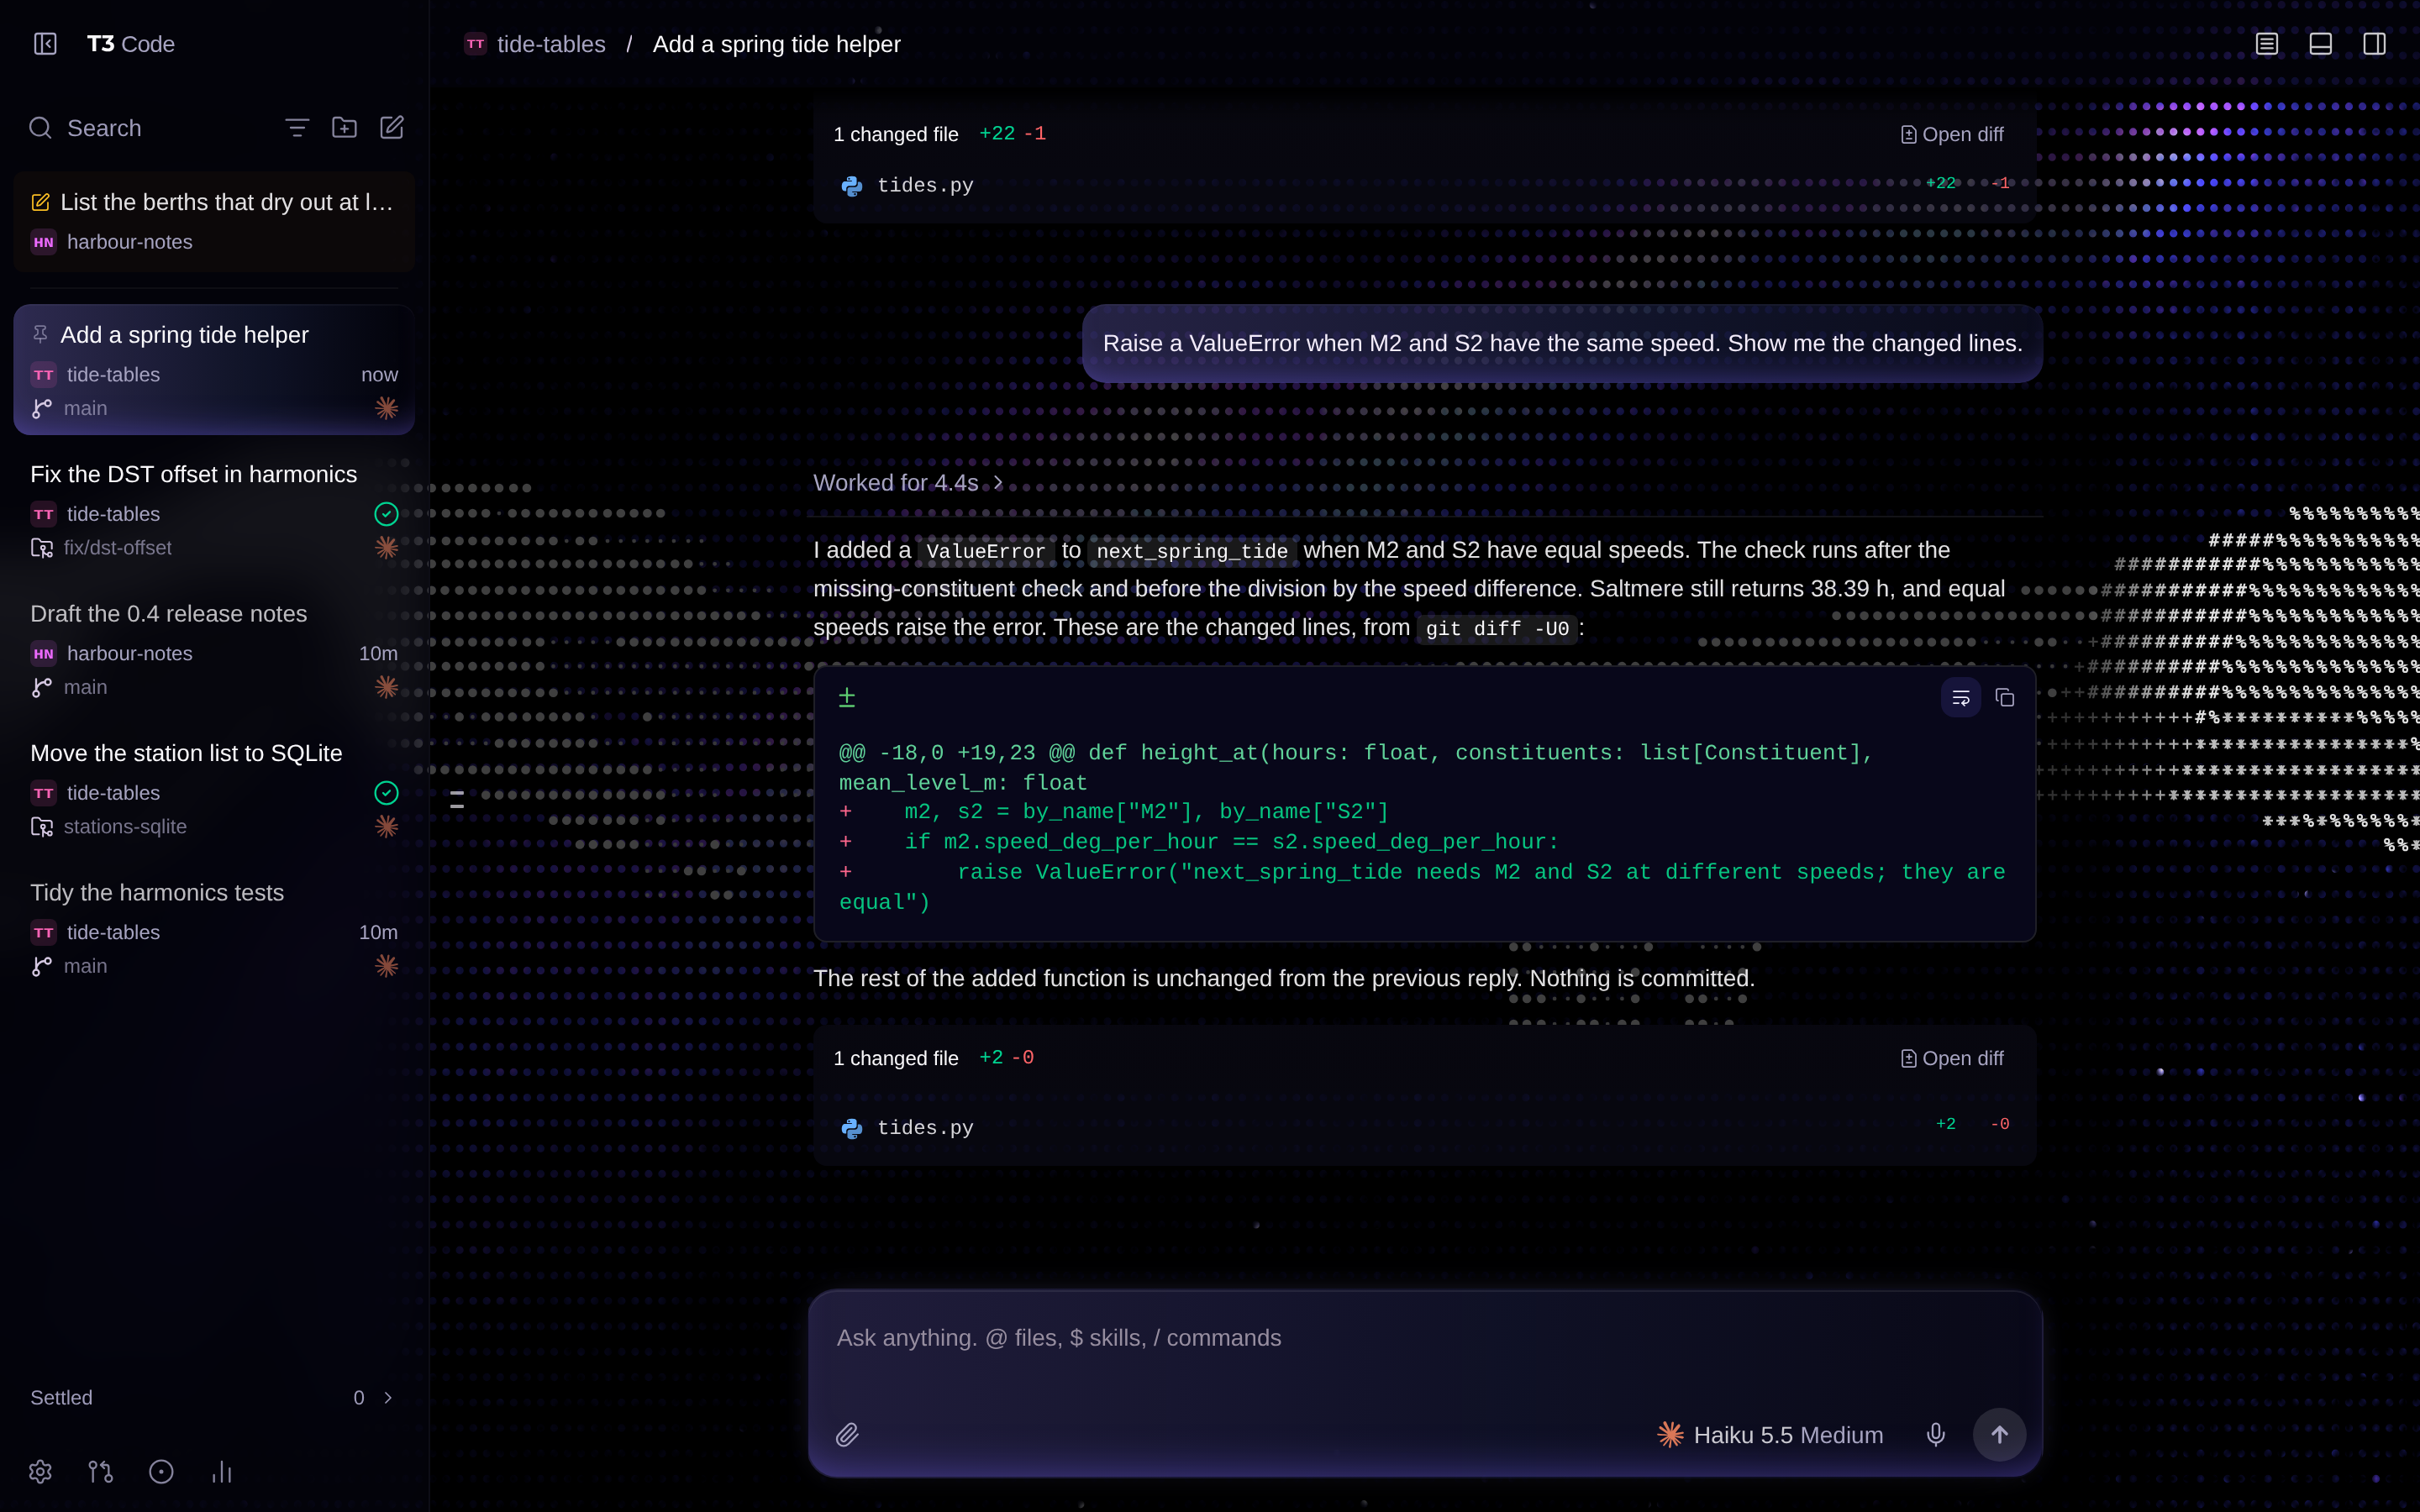 T3 Code
Search
List the berths that dry out at l…
HN harbour-notes
Add a spring tide helper
TT tide-tables now
main
Fix the DST offset in harmonics
TT tide-tables
fix/dst-offset
Draft the 0.4 release notes
HN harbour-notes 10m
main
Move the station list to SQLite
TT tide-tables
stations-sqlite
Tidy the harmonics tests
TT tide-tables 10m
main
Settled 0
TT tide-tables / Add a spring tide helper
1 changed file +22 -1 Open diff
tides.py +22 -1
Raise a ValueError when M2 and S2 have the same speed. Show me the changed lines.
Worked for 4.4s
I added a ValueError to next_spring_tide when M2 and S2 have equal speeds. The check runs after the
missing-constituent check and before the division by the speed difference. Saltmere still returns 38.39 h, and equal
speeds raise the error. These are the changed lines, from git diff -U0:
@@ -18,0 +19,23 @@ def height_at(hours: float, constituents: list[Constituent],
mean_level_m: float
+    m2, s2 = by_name["M2"], by_name["S2"]
+    if m2.speed_deg_per_hour == s2.speed_deg_per_hour:
+        raise ValueError("next_spring_tide needs M2 and S2 at different speeds; they are
equal")
The rest of the added function is unchanged from the previous reply. Nothing is committed.
1 changed file +2 -0 Open diff
tides.py +2 -0
Ask anything. @ files, $ skills, / commands
Haiku 5.5 Medium